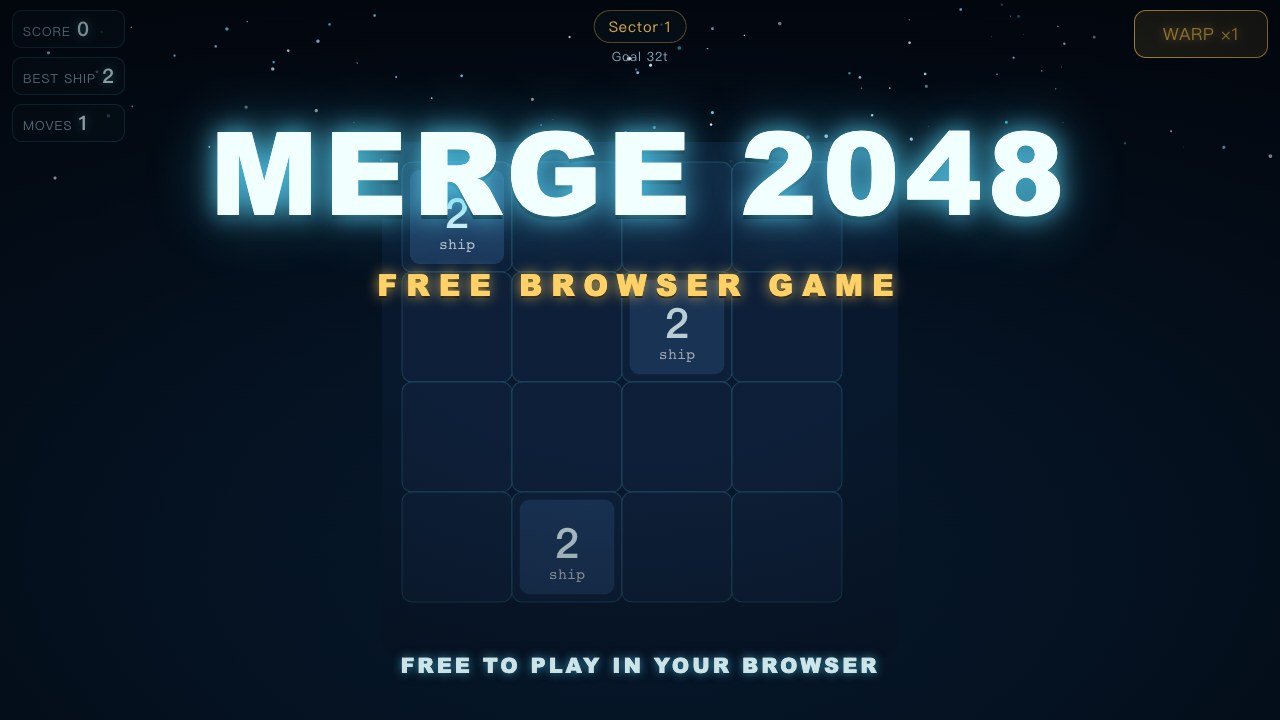 SCORE 0
Sector 1
WARP ×1
Goal 32t
BEST SHIP 2
MOVES 1
MERGE 2048
2
ship
FREE BROWSER GAME
2
ship
2
ship
FREE TO PLAY IN YOUR BROWSER